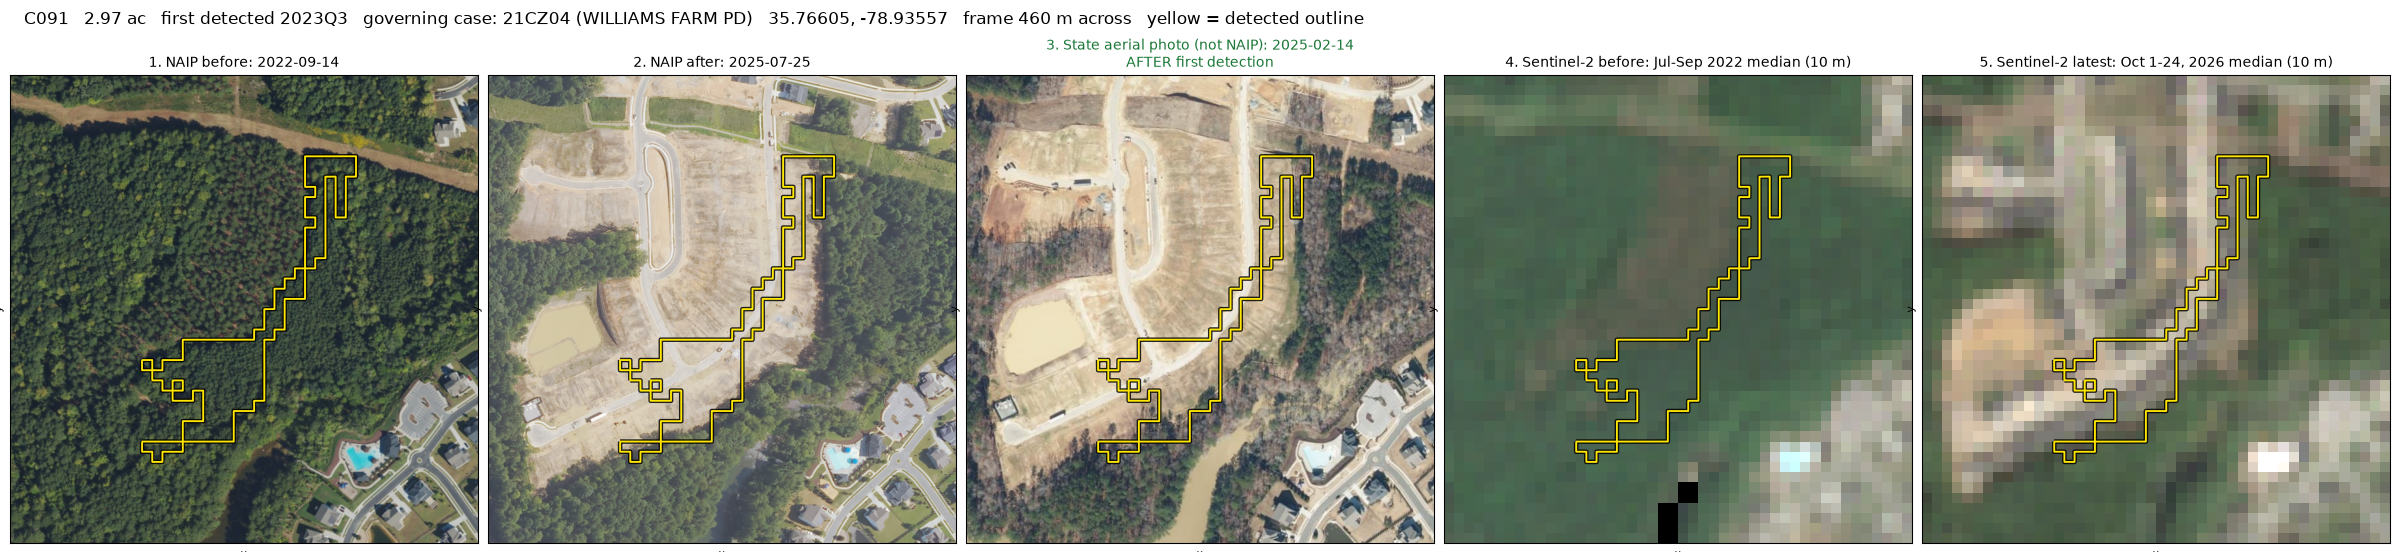 C091   2.97 ac   first detected 2023Q3   governing case: 21CZ04 (WILLIAMS FARM PD)   35.76605, -78.93557   frame 460 m across   yellow = detected outline
1. NAIP before: 2022-09-14
2. NAIP after: 2025-07-25
3. State aerial photo (not NAIP): 2025-02-14
AFTER first detection
4. Sentinel-2 before: Jul-Sep 2022 median (10 m)
5. Sentinel-2 latest: Oct 1-24, 2026 median (10 m)